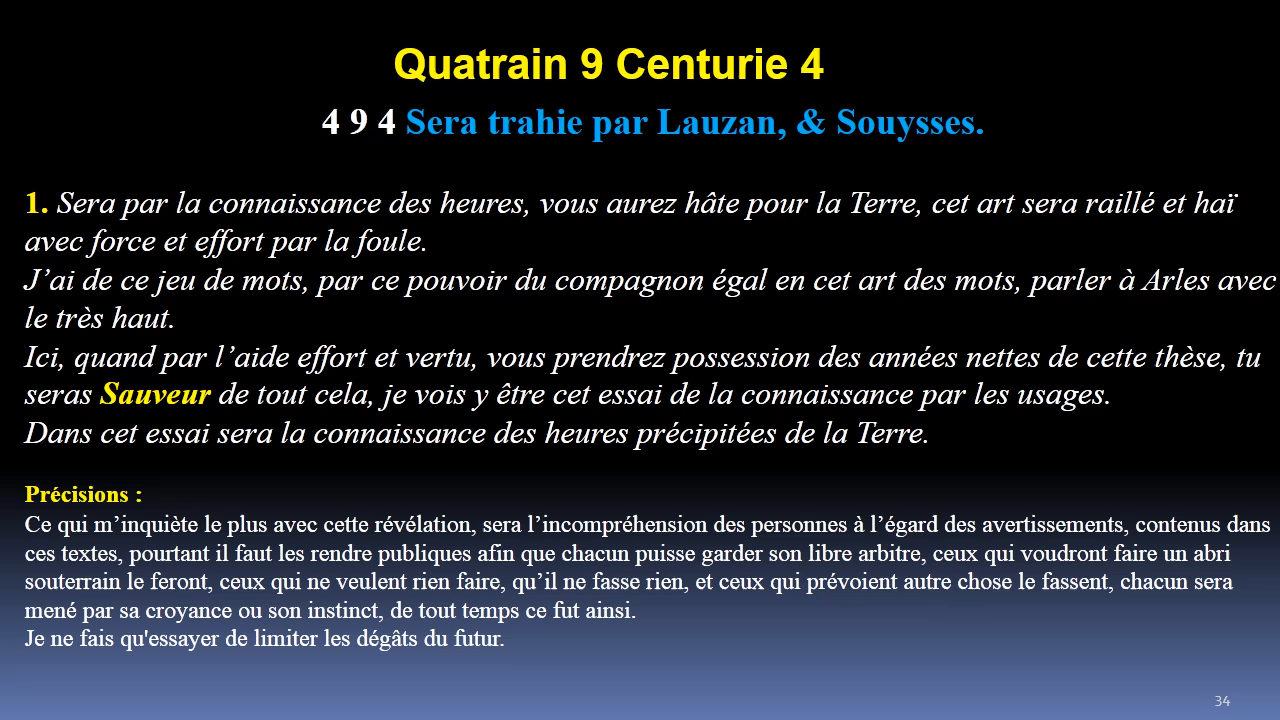 Quatrain 9 Centurie 4
4 9 4 Sera trahie par Lauzan, & Souysses.
1. Sera par la connaissance des heures, vous aurez hâte pour la Terre, cet art sera raillé et haï
avec force et effort par la foule.
J’ai de ce jeu de mots, par ce pouvoir du compagnon égal en cet art des mots, parler à Arles avec
le très haut.
Ici, quand par l’aide effort et vertu, vous prendrez possession des années nettes de cette thèse, tu
seras Sauveur de tout cela, je vois y être cet essai de la connaissance par les usages.
Dans cet essai sera la connaissance des heures précipitées de la Terre.
Précisions :
Ce qui m’inquiète le plus avec cette révélation, sera l’incompréhension des personnes à l’égard des avertissements, contenus dans
ces textes, pourtant il faut les rendre publiques afin que chacun puisse garder son libre arbitre, ceux qui voudront faire un abri
souterrain le feront, ceux qui ne veulent rien faire, qu’il ne fasse rien, et ceux qui prévoient autre chose le fassent, chacun sera
mené par sa croyance ou son instinct, de tout temps ce fut ainsi.
Je ne fais qu'essayer de limiter les dégâts du futur.
34